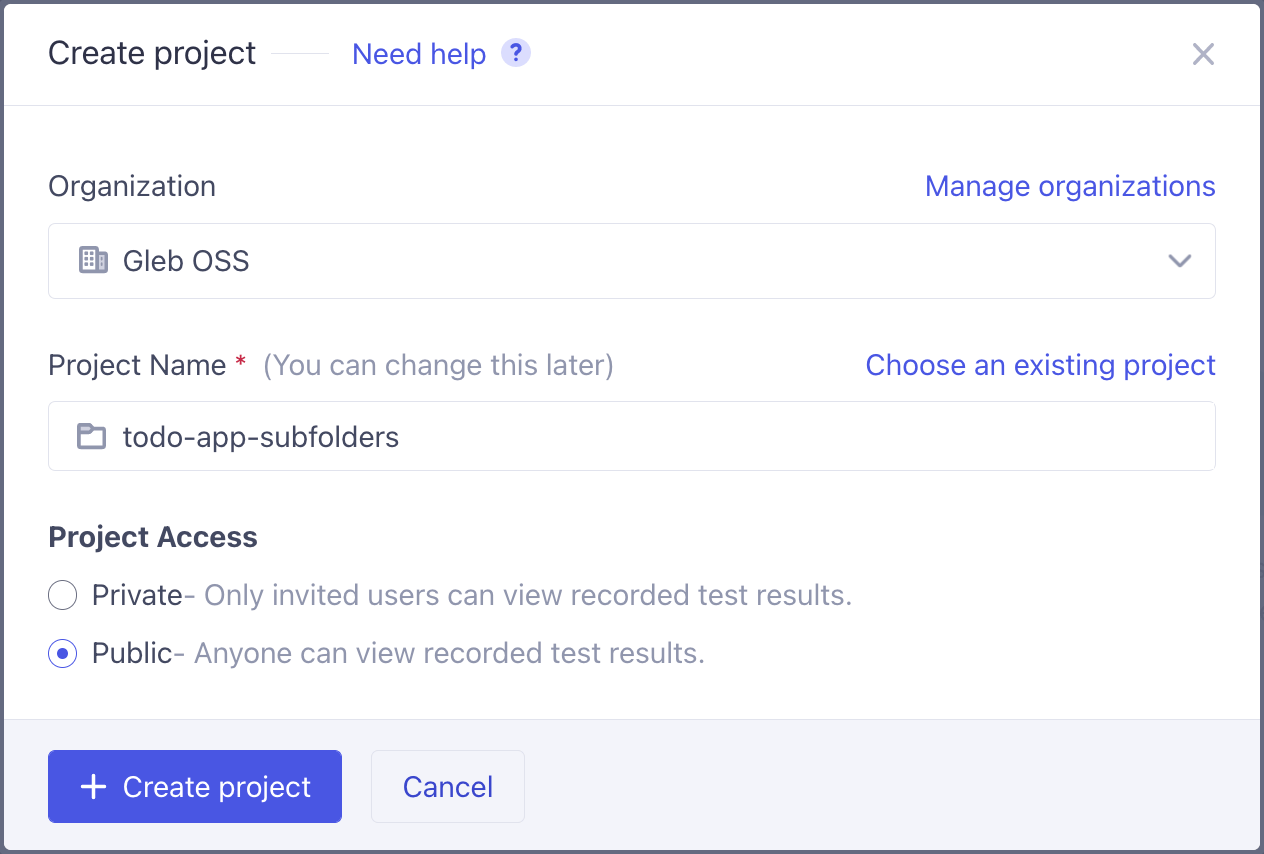 Create project Need help ?
Organization Manage organizations
Gleb OSS
Project Name * (You can change this later) Choose an existing project
todo-app-subfolders
Project Access
Private- Only invited users can view recorded test results.
Public- Anyone can view recorded test results.
+ Create project Cancel